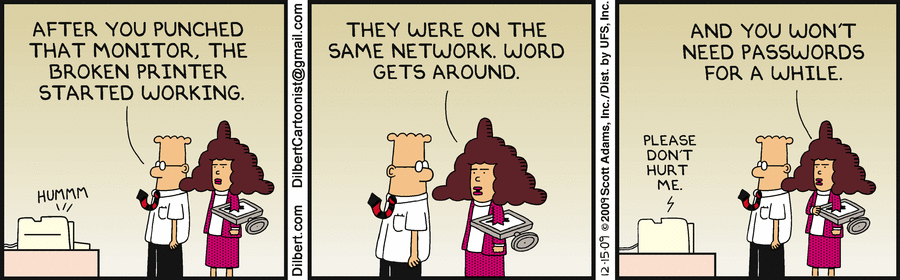 AFTER YOU PUNCHED
THAT MONITOR, THE
BROKEN PRINTER
STARTED WORKING.
HUMMM
Dilbert.com DilbertCartoonist@gmail.com
THEY WERE ON THE
SAME NETWORK. WORD
GETS AROUND.
12-15-09 ©2009 Scott Adams, Inc./Dist. by UFS, Inc.
AND YOU WON'T
NEED PASSWORDS
FOR A WHILE.
PLEASE
DON'T
HURT
ME.